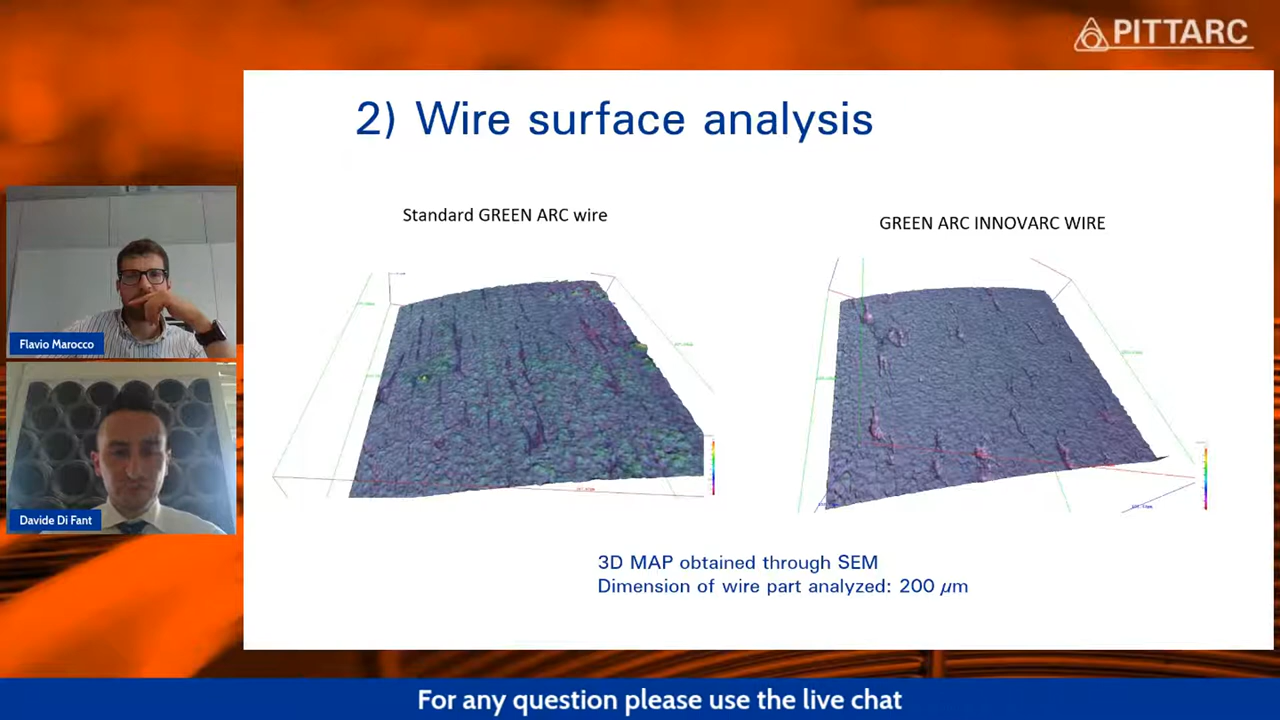 PITTARC
2) Wire surface analysis
Standard GREEN ARC wire
GREEN ARC INNOVARC WIRE
Flavio Marocco
Davide Di Fant
3D MAP obtained through SEM
Dimension of wire part analyzed: 200 µm
For any question please use the live chat